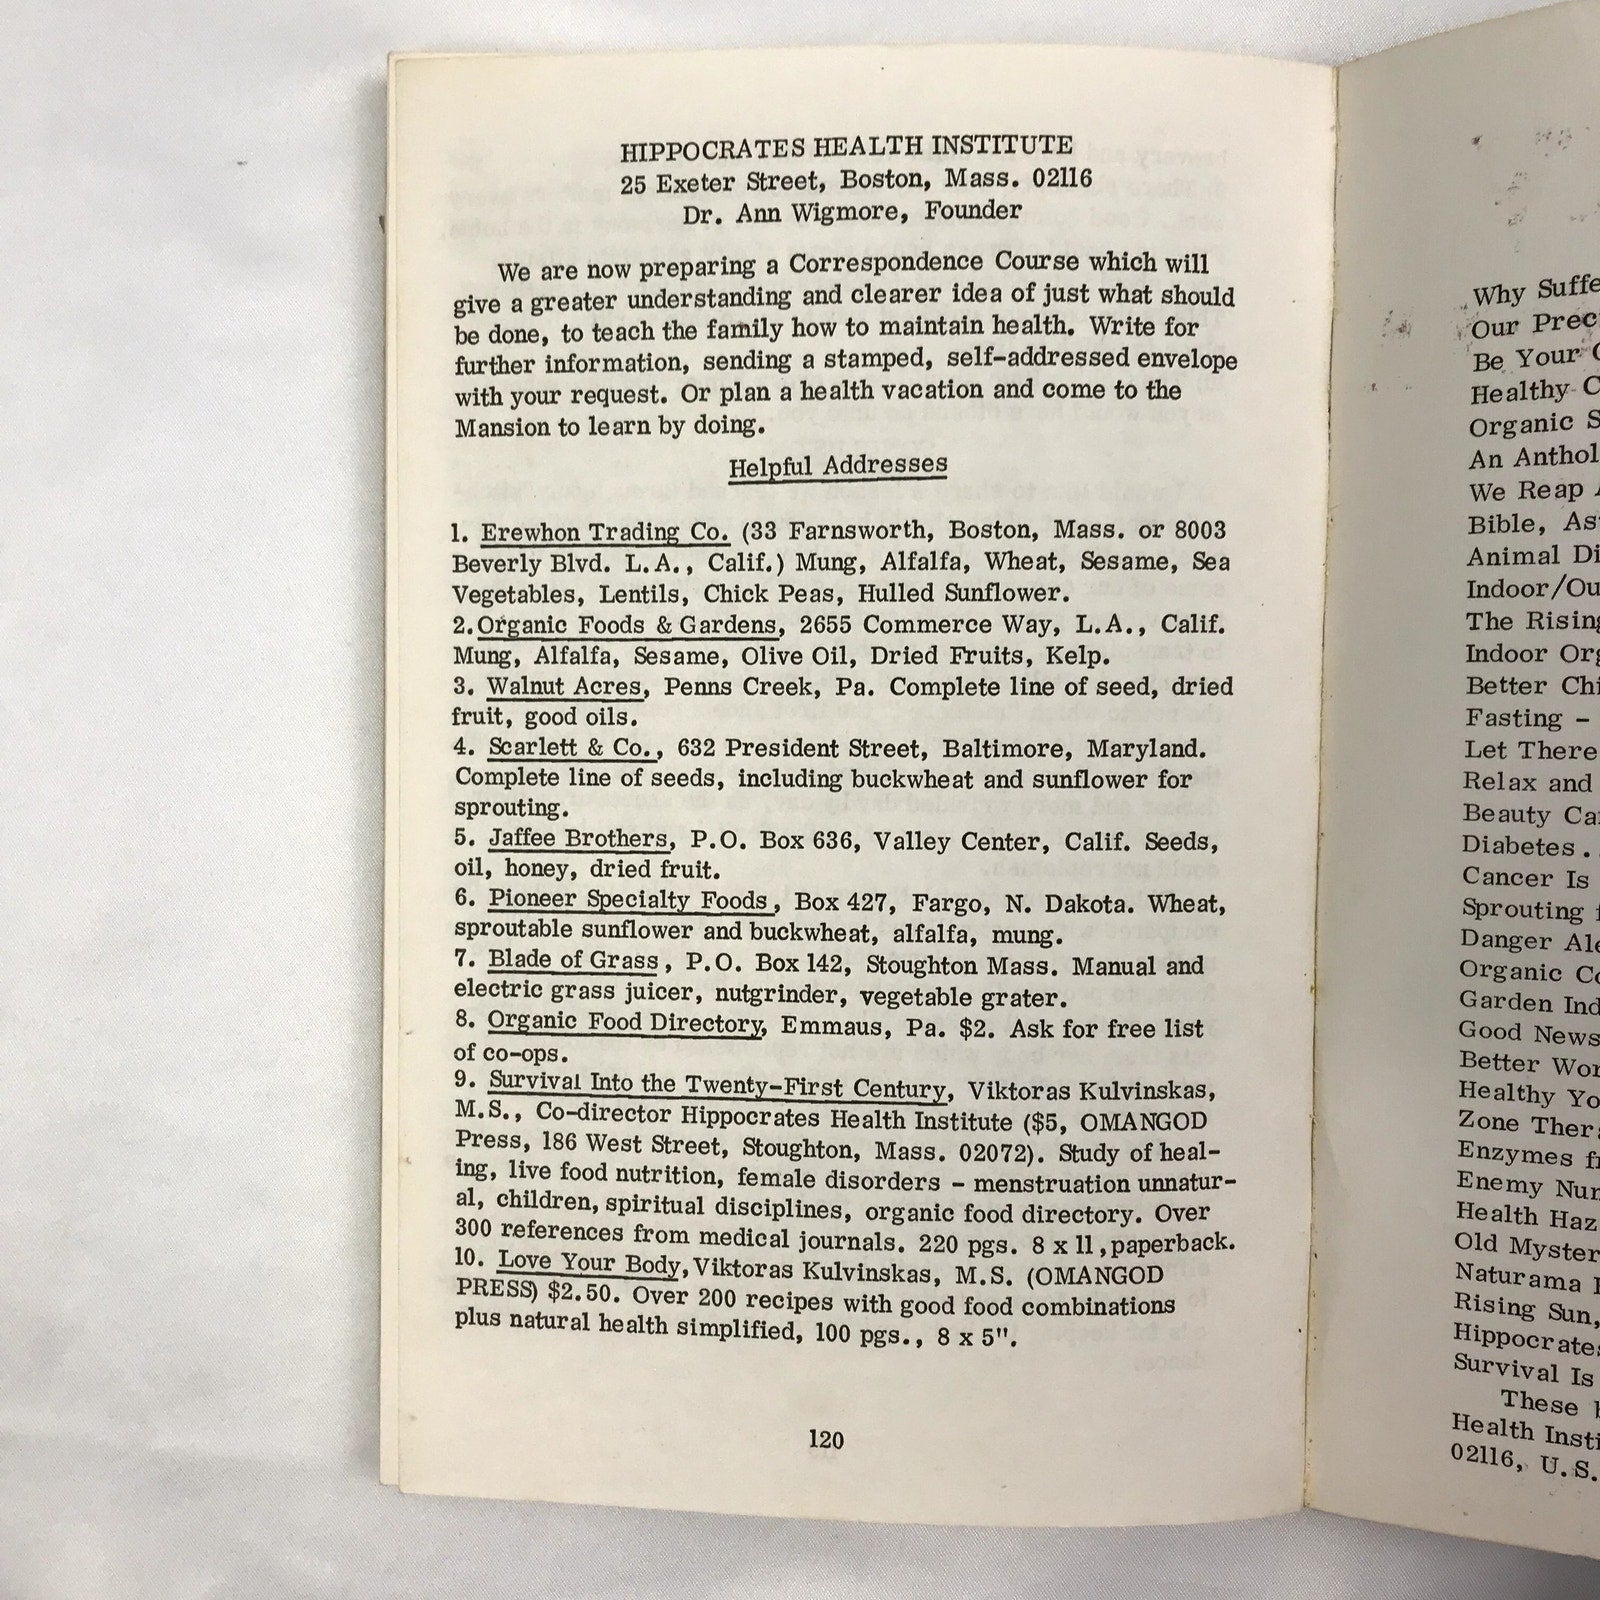 HIPPOCRATES HEALTH INSTITUTE
25 Exeter Street, Boston, Mass. 02116
Dr. Ann Wigmore, Founder
We are now preparing a Correspondence Course which will
give a greater understanding and clearer idea of just what should
be done, to teach the family how to maintain health. Write for
further information, sending a stamped, self-addressed envelope
with your request. Or plan a health vacation and come to the
Mansion to learn by doing.
Helpful Addresses
1. Erewhon Trading Co. (33 Farnsworth, Boston, Mass. or 8003
Beverly Blvd. L.A., Calif.) Mung, Alfalfa, Wheat, Sesame, Sea
Vegetables, Lentils, Chick Peas, Hulled Sunflower.
2. Organic Foods & Gardens, 2655 Commerce Way, L.A., Calif.
Mung, Alfalfa, Sesame, Olive Oil, Dried Fruits, Kelp.
3. Walnut Acres, Penns Creek, Pa. Complete line of seed, dried
fruit, good oils.
4. Scarlett & Co., 632 President Street, Baltimore, Maryland.
Complete line of seeds, including buckwheat and sunflower for
sprouting.
5. Jaffee Brothers, P.O. Box 636, Valley Center, Calif. Seeds,
oil, honey, dried fruit.
6. Pioneer Specialty Foods, Box 427, Fargo, N. Dakota. Wheat,
sproutable sunflower and buckwheat, alfalfa, mung.
7. Blade of Grass, P.O. Box 142, Stoughton Mass. Manual and
electric grass juicer, nutgrinder, vegetable grater.
8. Organic Food Directory, Emmaus, Pa. $2. Ask for free list
of co-ops.
9. Survival Into the Twenty-First Century, Viktoras Kulvinskas,
M.S., Co-director Hippocrates Health Institute ($5, OMANGOD
Press, 186 West Street, Stoughton, Mass. 02072). Study of heal-
ing, live food nutrition, female disorders - menstruation unnatur-
al, children, spiritual disciplines, organic food directory. Over
300 references from medical journals. 220 pgs. 8 x 11, paperback.
10. Love Your Body, Viktoras Kulvinskas, M.S. (OMANGOD
PRESS) $2.50. Over 200 recipes with good food combinations
plus natural health simplified, 100 pgs., 8 x 5".
120
Why
Our
Be Your
Healthy
Organic
An
We Reap
Bible,
Animal
Indoor/
The Rising
Indoor
Better
Fasting -
Let There
Relax and
Beauty
Diabetes .
Cancer Is
Sprouting
Danger
Organic
Garden
Good News
Better
Healthy
Zone
Enzymes
Enemy
Health
Old
Naturama
Rising Sun,
Hippocrates
Survival Is
These
Health
02116, U.S.